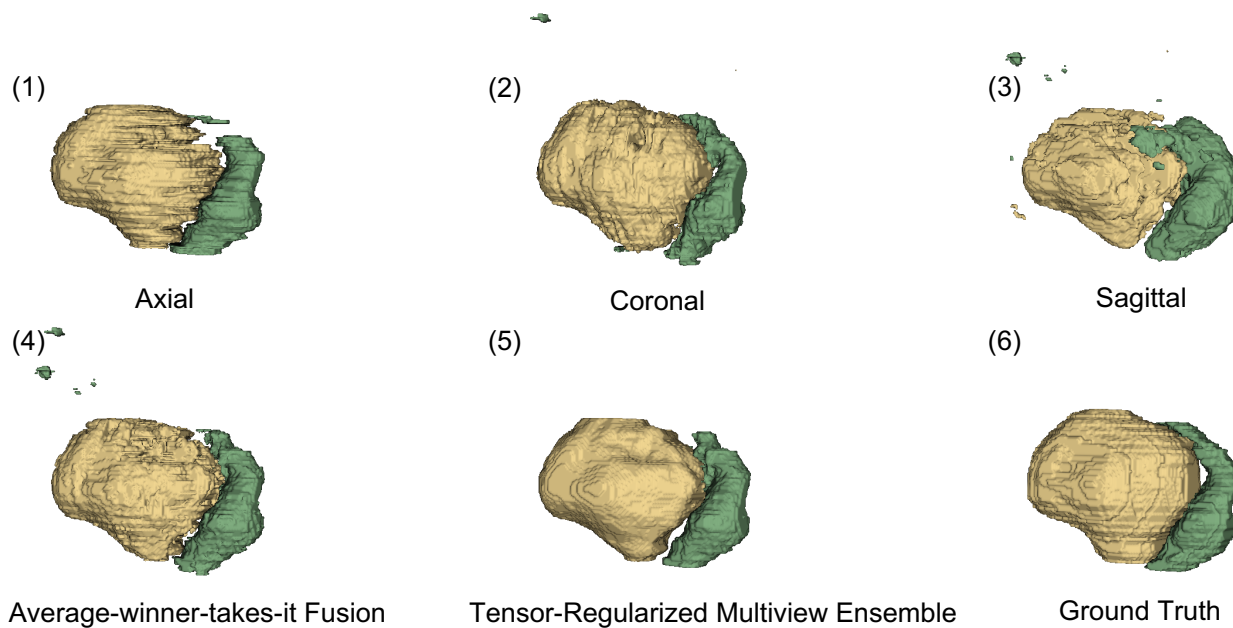 (1)
(2)
(3)
Axial
Coronal
Sagittal
(4)
(5)
(6)
Average-winner-takes-it Fusion
Tensor-Regularized Multiview Ensemble
Ground Truth